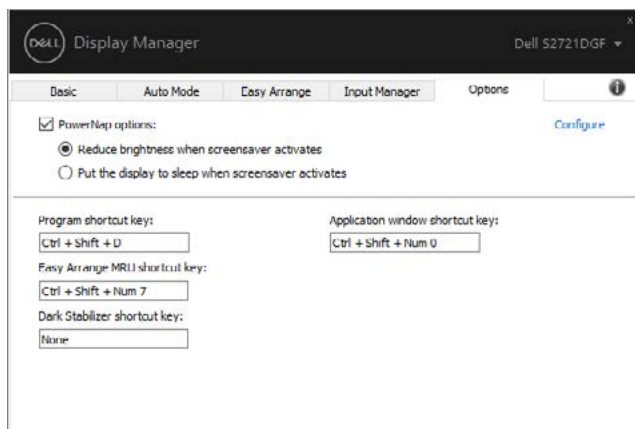 x
DELL Display Manager Dell S2721DGF
Basic Auto Mode Easy Arrange Input Manager Options i
PowerNap options: Configure
Reduce brightness when screensaver activates
Put the display to sleep when screensaver activates
Program shortcut key: Application window shortcut key:
Ctrl + Shift + D Ctrl + Shift + Num 0
Easy Arrange MRU shortcut key:
Ctrl + Shift + Num 7
Dark Stabilizer shortcut key:
None